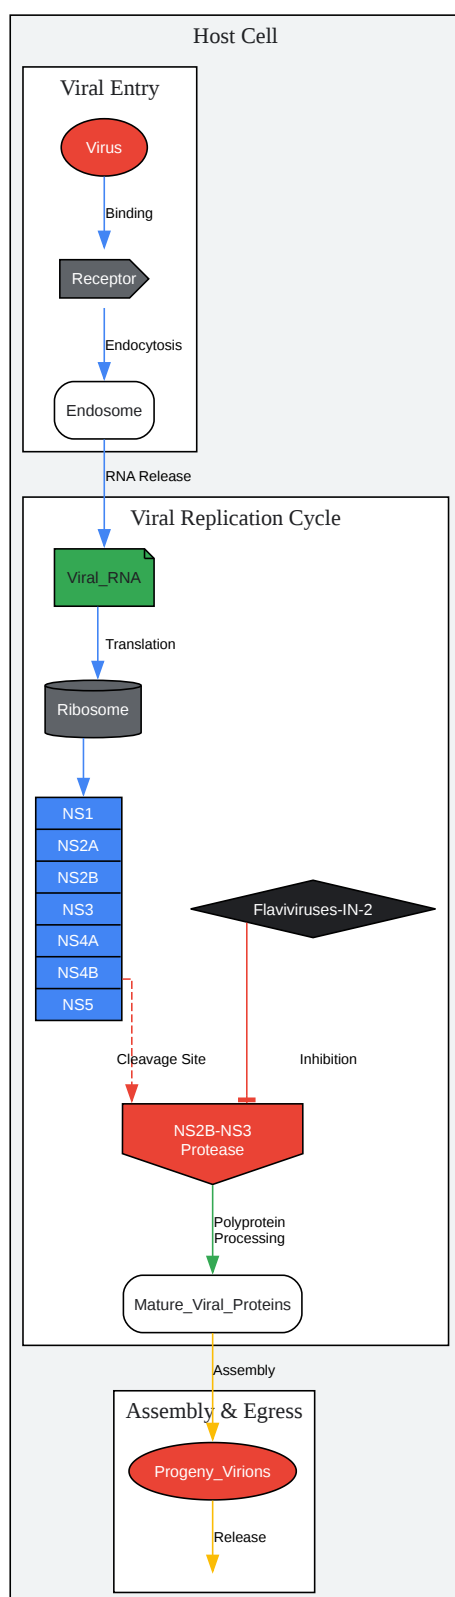 Host Cell
Viral Entry
Virus
Binding
Receptor
Endocytosis
Endosome
RNA Release
Viral Replication Cycle
Viral_RNA
Translation
Ribosome
NS1
NS2A
NS2B
NS3
NS4A
NS4B
NS5
Flaviviruses-IN-2
Cleavage Site
Inhibition
NS2B-NS3
Protease
Polyprotein
Processing
Mature_Viral_Proteins
Assembly
Assembly & Egress
Progeny_Virions
Release